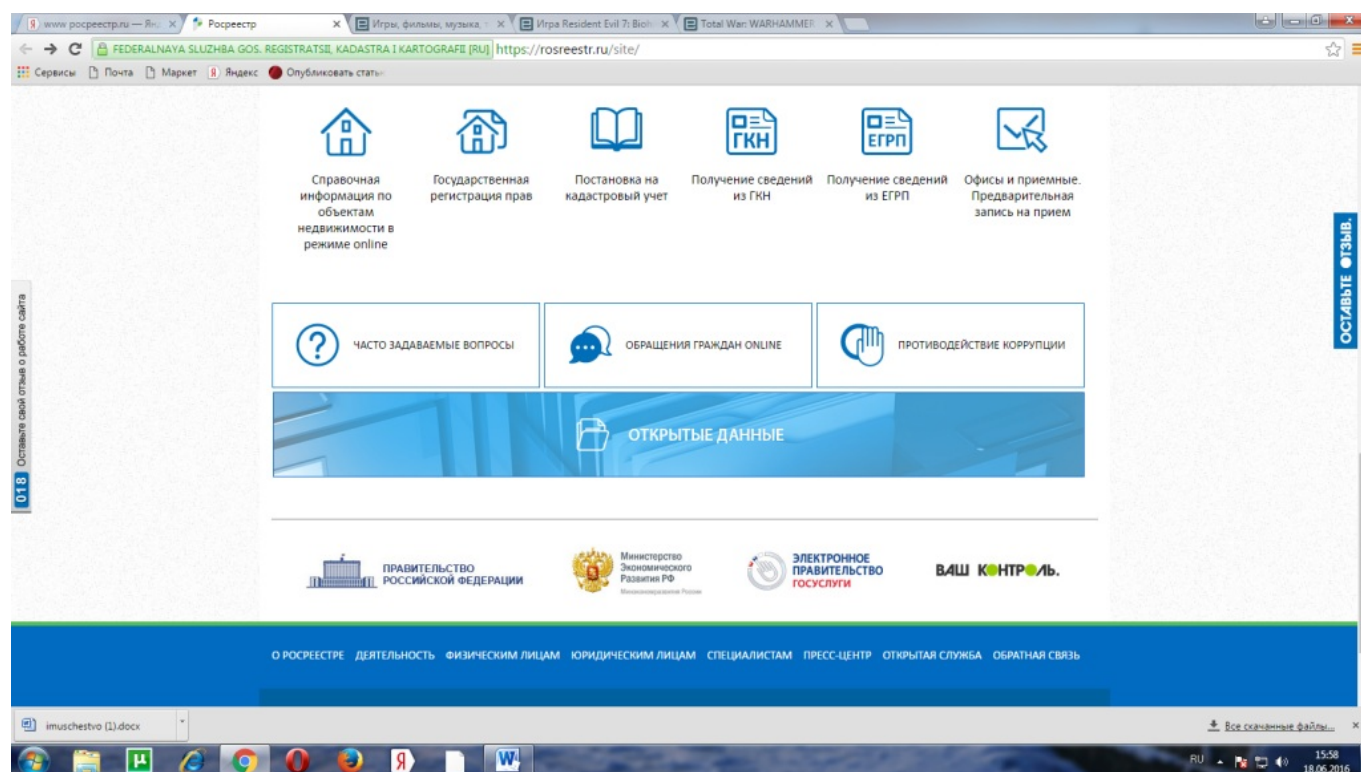 www росреестр.ru — Ян
Росреестр
Игры, фильмы, музыка,
Игра Resident Evil 7: Bioh
Total War: WARHAMMER
FEDERALNAYA SLUZHBA GOS. REGISTRATSII, KADASTRA I KARTOGRAFII [RU] https://rosreestr.ru/site/
Сервисы Почта Маркет Яндекс Опубликовать статью
ГКН
ЕГРП
Справочная
информация по
объектам
недвижимости в
режиме online
Государственная
регистрация прав
Постановка на
кадастровый учет
Получение сведений
из ГКН
Получение сведений
из ЕГРП
Офисы и приемные.
Предварительная
запись на прием
ОСТАВЬТЕ ОТЗЫВ.
018 Оставьте свой отзыв о работе сайта
ЧАСТО ЗАДАВАЕМЫЕ ВОПРОСЫ
ОБРАЩЕНИЯ ГРАЖДАН ONLINE
ПРОТИВОДЕЙСТВИЕ КОРРУПЦИИ
ОТКРЫТЫЕ ДАННЫЕ
ПРАВИТЕЛЬСТВО
РОССИЙСКОЙ ФЕДЕРАЦИИ
Министерство
Экономического
Развития РФ
Минэкономразвития России
ЭЛЕКТРОННОЕ
ПРАВИТЕЛЬСТВО
ГОСУСЛУГИ
ВАШ КОНТРОЛЬ.
О РОСРЕЕСТРЕ ДЕЯТЕЛЬНОСТЬ ФИЗИЧЕСКИМ ЛИЦАМ ЮРИДИЧЕСКИМ ЛИЦАМ СПЕЦИАЛИСТАМ ПРЕСС-ЦЕНТР ОТКРЫТАЯ СЛУЖБА ОБРАТНАЯ СВЯЗЬ
imuschestvo (1).docx
Все скачанные файлы...
RU
15:58
18.06.2016